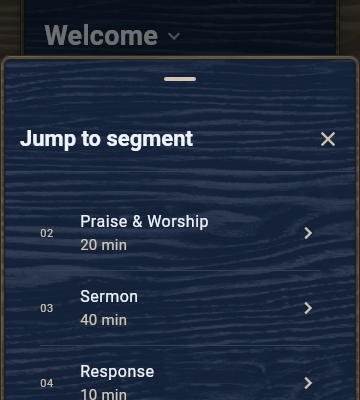 Welcome
Jump to segment
02
Praise & Worship
20 min
03
Sermon
40 min
04
Response
10 min